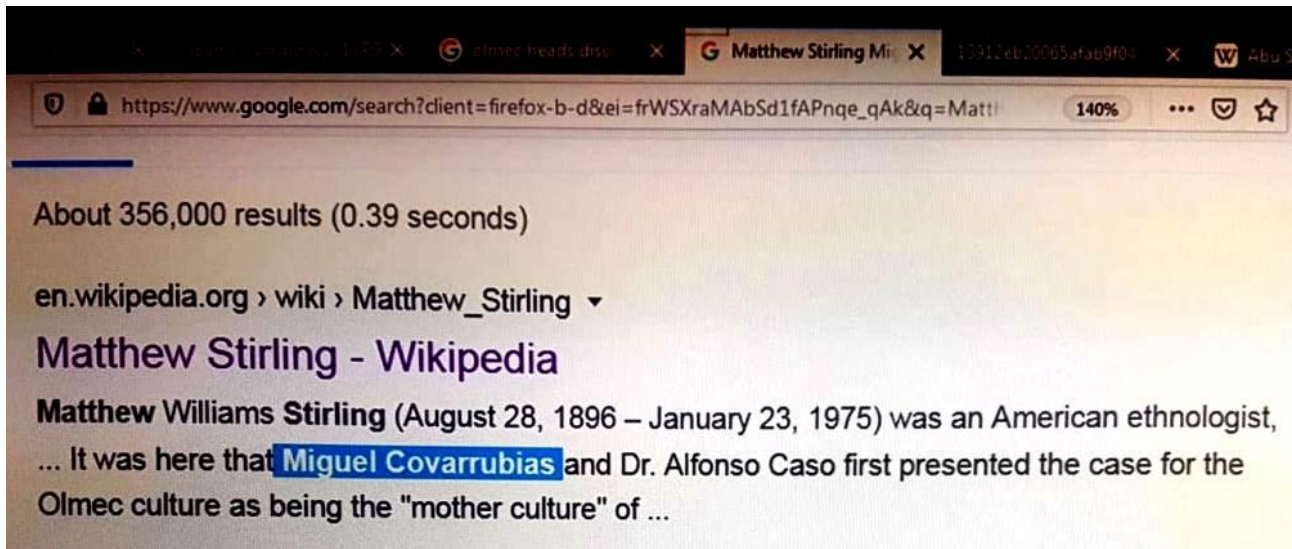 olmec heads disc
Matthew Stirling Mig
Abu S
https://www.google.com/search?client=firefox-b-d&ei=frWSXraMAbSd1fAPnqe_qAk&q=Matth
140%
About 356,000 results (0.39 seconds)
en.wikipedia.org › wiki › Matthew_Stirling
Matthew Stirling - Wikipedia
Matthew Williams Stirling (August 28, 1896 – January 23, 1975) was an American ethnologist,
... It was here that Miguel Covarrubias and Dr. Alfonso Caso first presented the case for the
Olmec culture as being the "mother culture" of ...